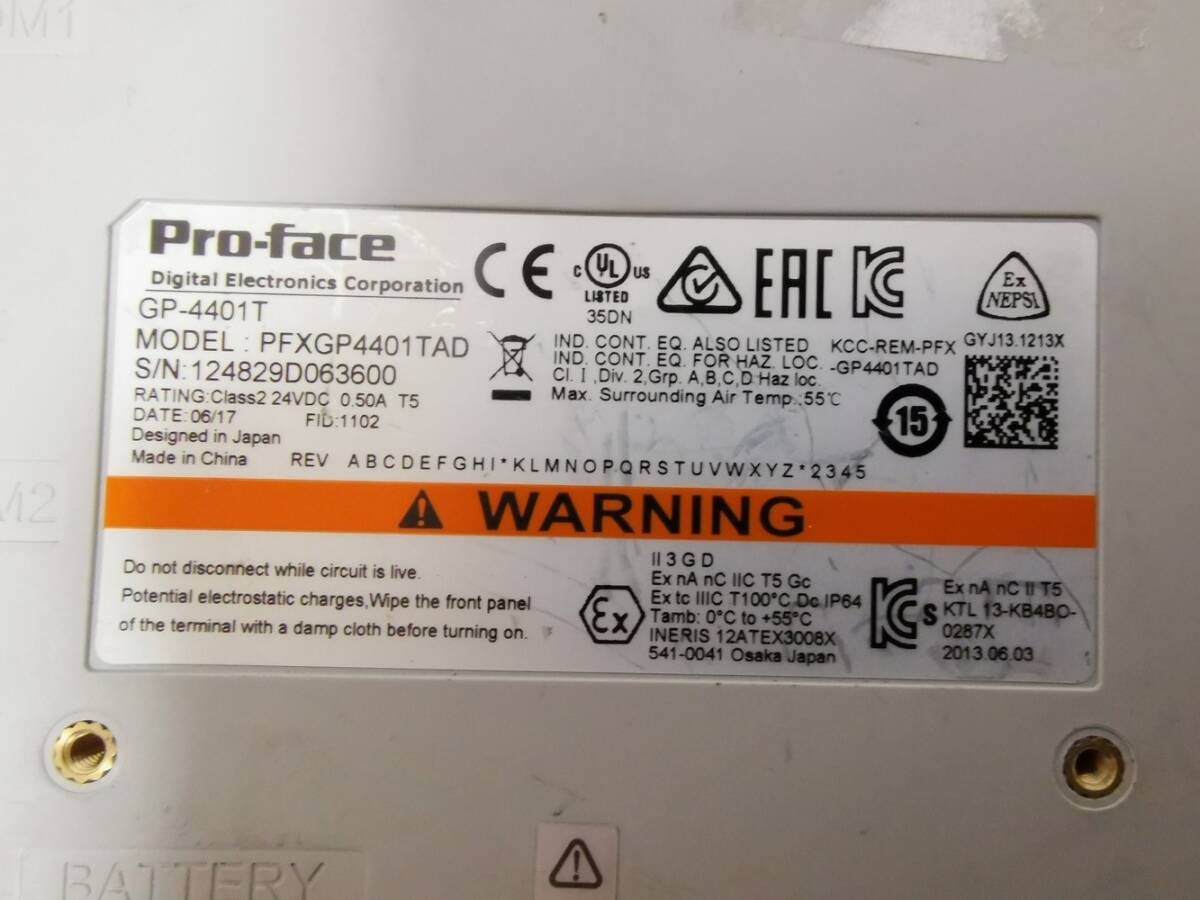 OM1
Pro-face
Digital Electronics Corporation
GP-4401T
MODEL : PFXGP4401TAD
S/N: 124829D063600
RATING:Class2 24VDC 0.50A T5
DATE: 06/17 FID:1102
Designed in Japan
Made in China
REV A B C D E F G H I * K L M N O P Q R S T U V W X Y Z * 2 3 4 5
CE
C UL US
LISTED
35DN
EAC
KC
Ex
NEPSI
GYJ13.1213X
IND. CONT. EQ. ALSO LISTED
IND. CONT. EQ. FOR HAZ. LOC.
Cl. I ,Div. 2,Grp. A,B,C,D Haz loc.
Max. Surrounding Air Temp.:55℃
KCC-REM-PFX
-GP4401TAD
15
M2
WARNING
Do not disconnect while circuit is live.
Potential electrostatic charges,Wipe the front panel
of the terminal with a damp cloth before turning on.
Ex
II 3 G D
Ex nA nC IIC T5 Gc
Ex tc IIIC T100°C Dc IP64
Tamb: 0°C to +55°C
INERIS 12ATEX3008X
541-0041 Osaka Japan
KCs
Ex nA nC II T5
KTL 13-KB4BO-
0287X
2013.06.03
BATTERY